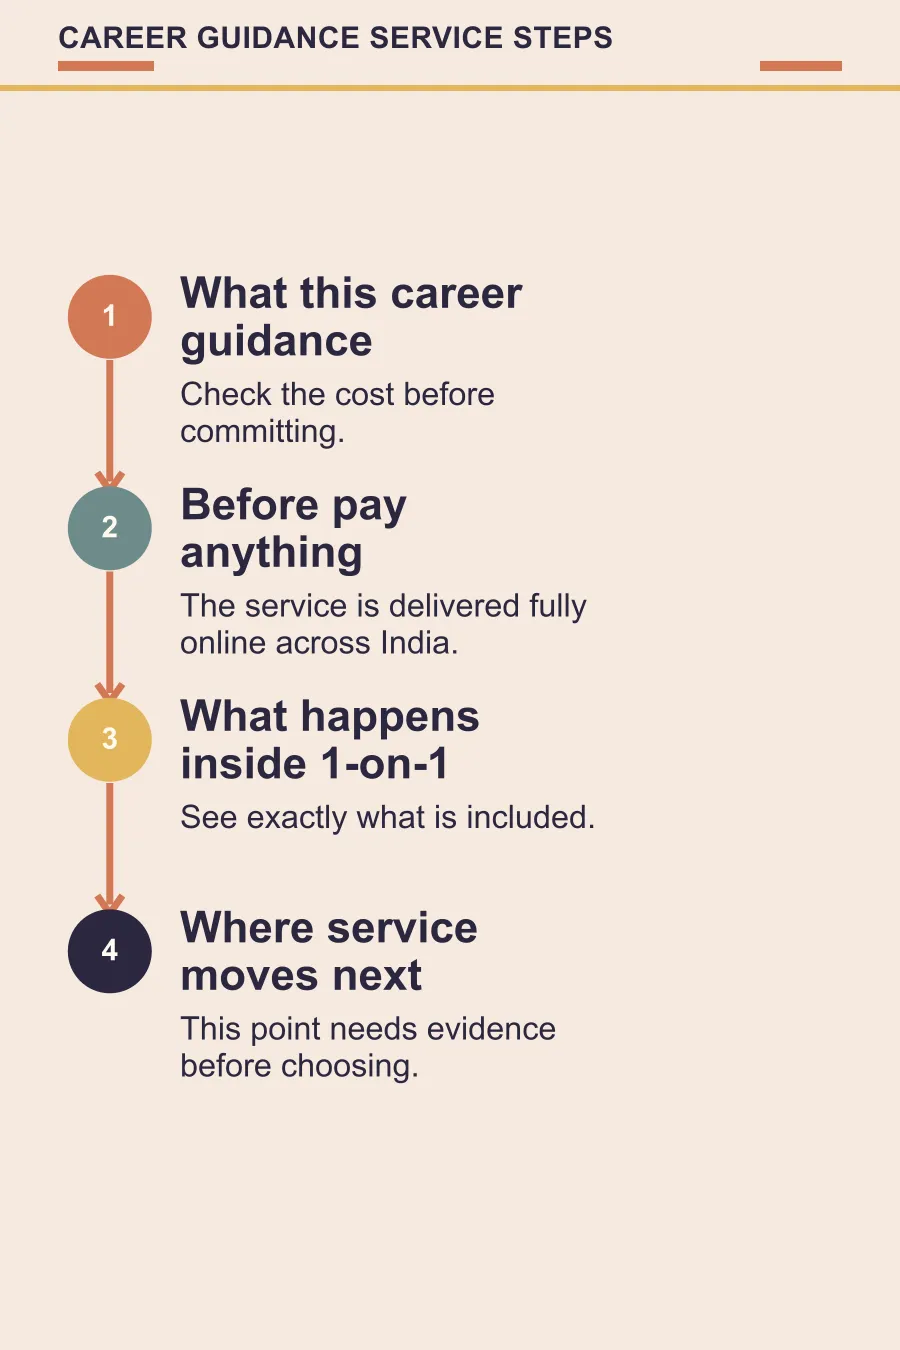 CAREER GUIDANCE SERVICE STEPS
1
What this career
guidance
Check the cost before
committing.
2
Before pay
anything
The service is delivered fully
online across India.
3
What happens
inside 1-on-1
See exactly what is included.
4
Where service
moves next
This point needs evidence
before choosing.